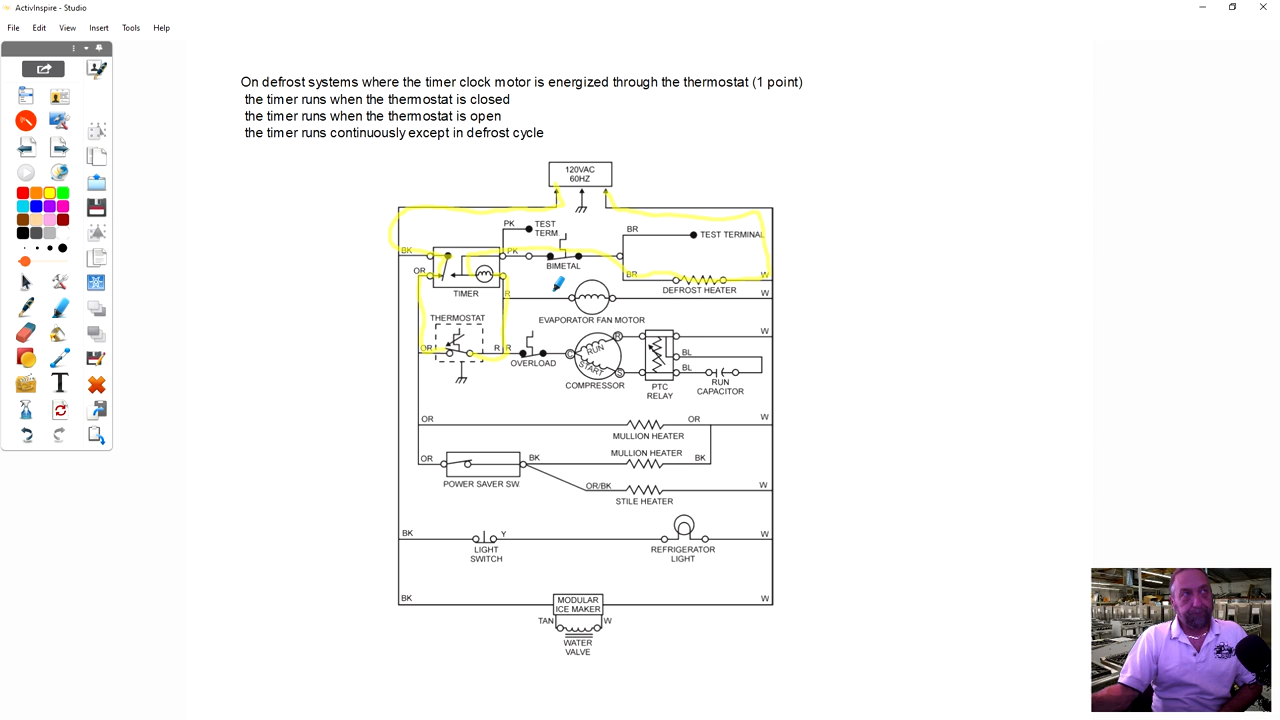 ActivInspire - Studio
File Edit View Insert Tools Help
On defrost systems where the timer clock motor is energized through the thermostat (1 point)
the timer runs when the thermostat is closed
the timer runs when the thermostat is open
the timer runs continuously except in defrost cycle
120VAC
60HZ
PK TEST
TERM.
BR TEST TERMINAL
BK PK
BIMETAL
OR BR W
TIMER DEFROST HEATER
R W
EVAPORATOR FAN MOTOR
THERMOSTAT
R W
RUN
OR R R C BL
OVERLOAD
START
S BL
COMPRESSOR PTC
RELAY
RUN
CAPACITOR
OR OR W
MULLION HEATER
MULLION HEATER
OR BK BK
POWER SAVER SW.
OR/BK W
STILE HEATER
BK Y W
LIGHT
SWITCH
REFRIGERATOR
LIGHT
BK MODULAR
ICE MAKER W
TAN W
WATER
VALVE